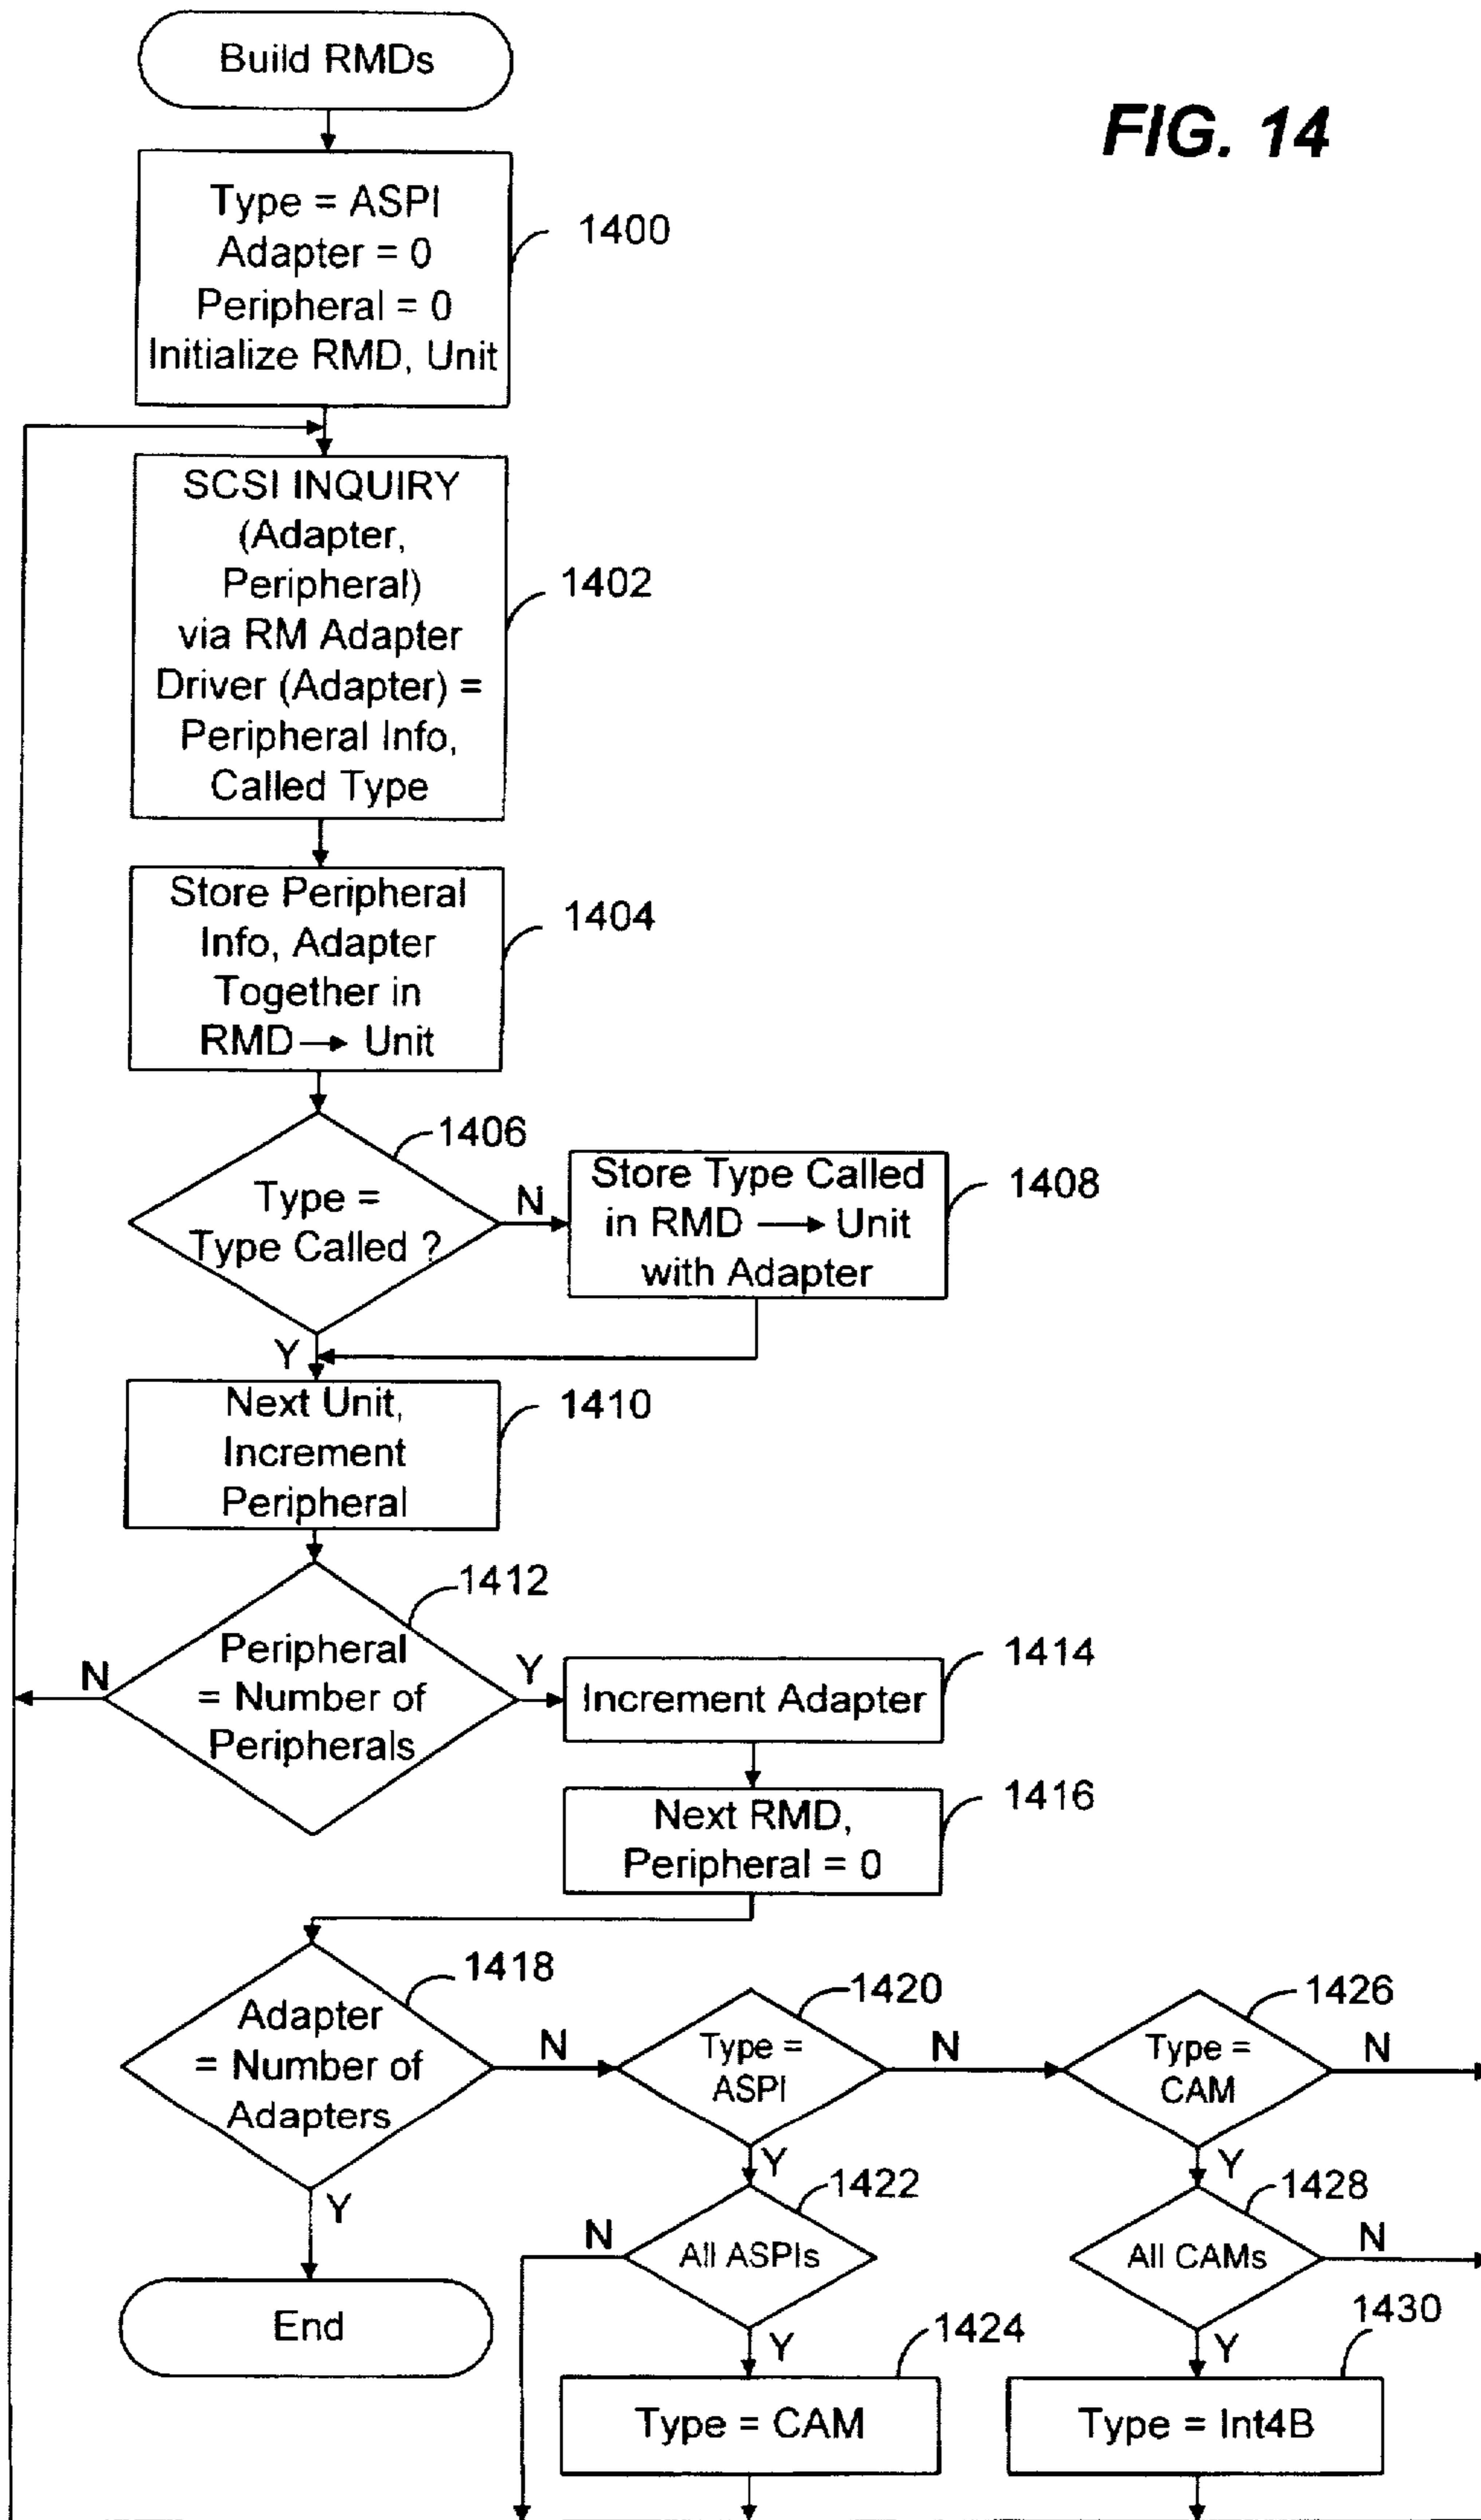 Build RMDs
FIG. 14
Type = ASPI
Adapter = 0
Peripheral = 0
Initialize RMD, Unit
1400
SCSI INQUIRY
(Adapter,
Peripheral)
via RM Adapter
Driver (Adapter) =
Peripheral Info,
Called Type
1402
Store Peripheral
Info, Adapter
Together in
RMD → Unit
1404
Type =
Type Called ?
1406
N
Y
Store Type Called
in RMD → Unit
with Adapter
1408
Next Unit,
Increment
Peripheral
1410
Peripheral
= Number of
Peripherals
1412
N
Y
Increment Adapter
1414
Next RMD,
Peripheral = 0
1416
Adapter
= Number of
Adapters
1418
N
Y
Type =
ASPI
1420
N
Y
Type =
CAM
1426
N
Y
All ASPIs
1422
N
Y
All CAMs
1428
N
Y
End
Type = CAM
1424
Type = Int4B
1430